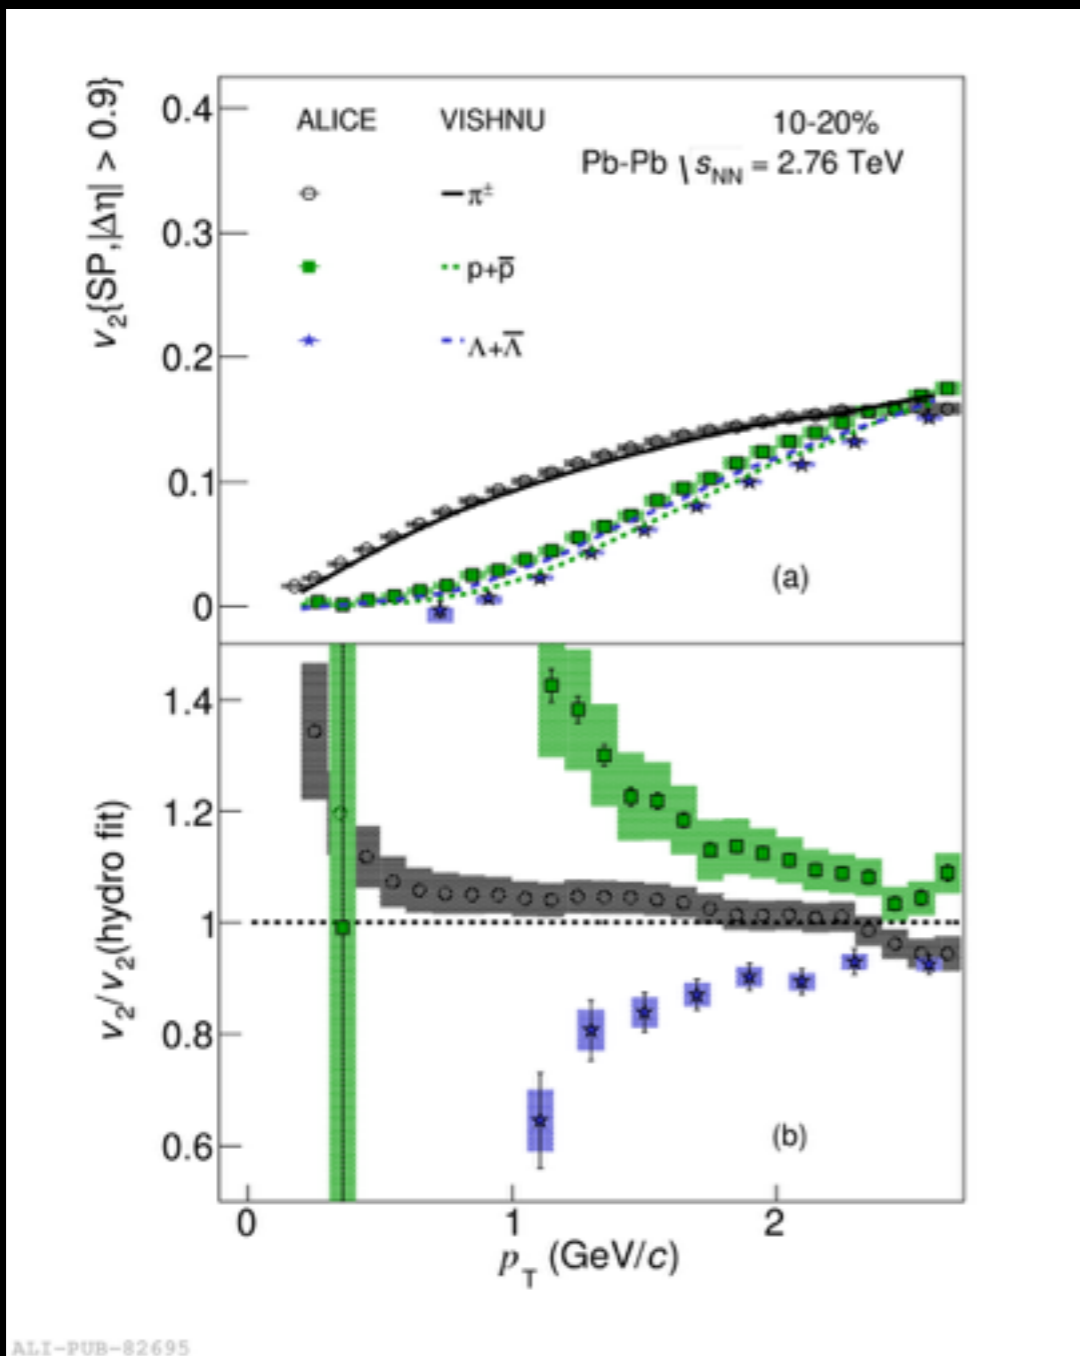 ALICE VISHNU 10-20%
Pb-Pb √sNN = 2.76 TeV
π±
p+p̅
Λ+Λ̅
v2{SP,|Δη| > 0.9}
0.4
0.3
0.2
0.1
0
(a)
v2/v2(hydro fit)
1.4
1.2
1
0.8
0.6
(b)
0 1 2
pT (GeV/c)
ALI-PUB-82695